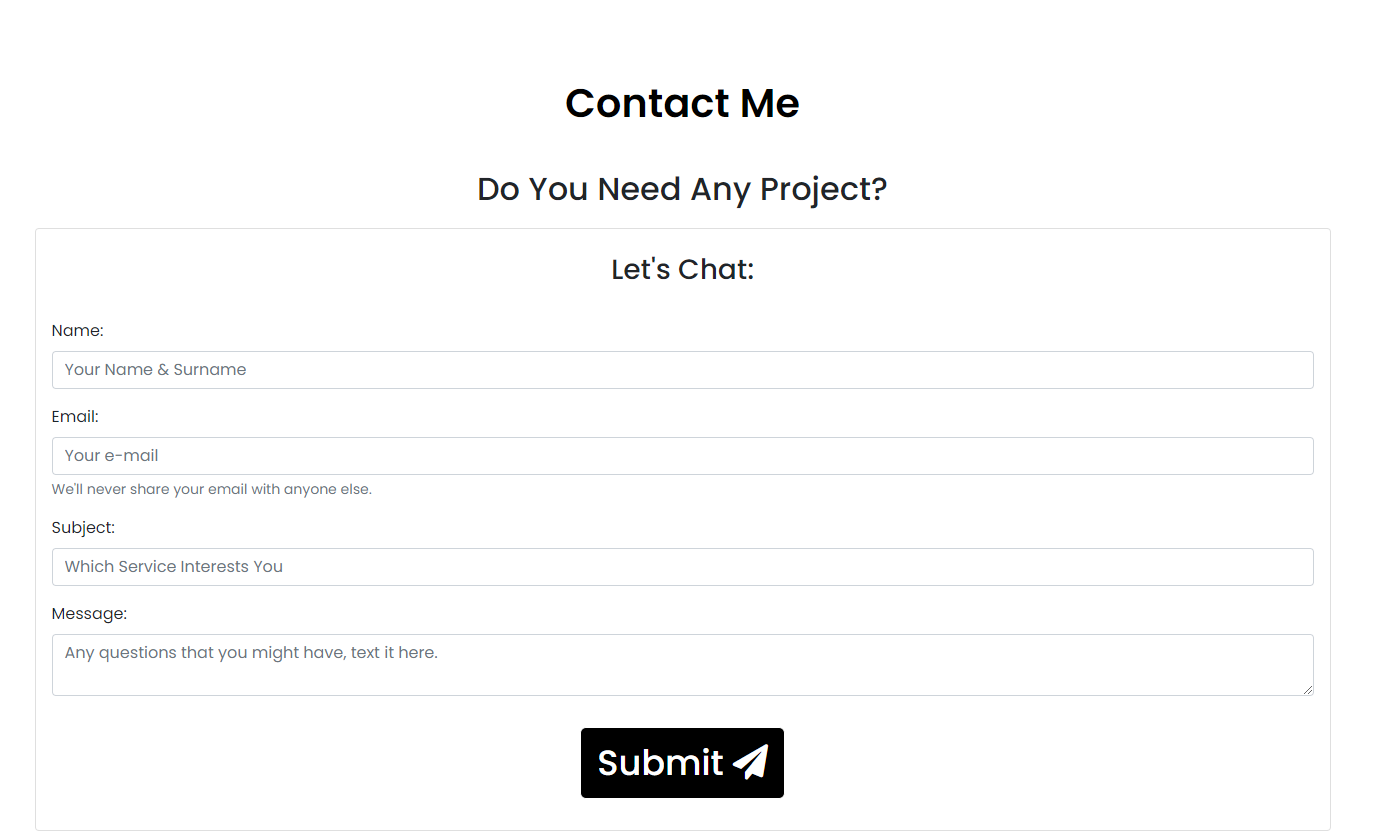 Contact Me
Do You Need Any Project?
Let's Chat:
Name:
Your Name & Surname
Email:
Your e-mail
We'll never share your email with anyone else.
Subject:
Which Service Interests You
Message:
Any questions that you might have, text it here.
Submit